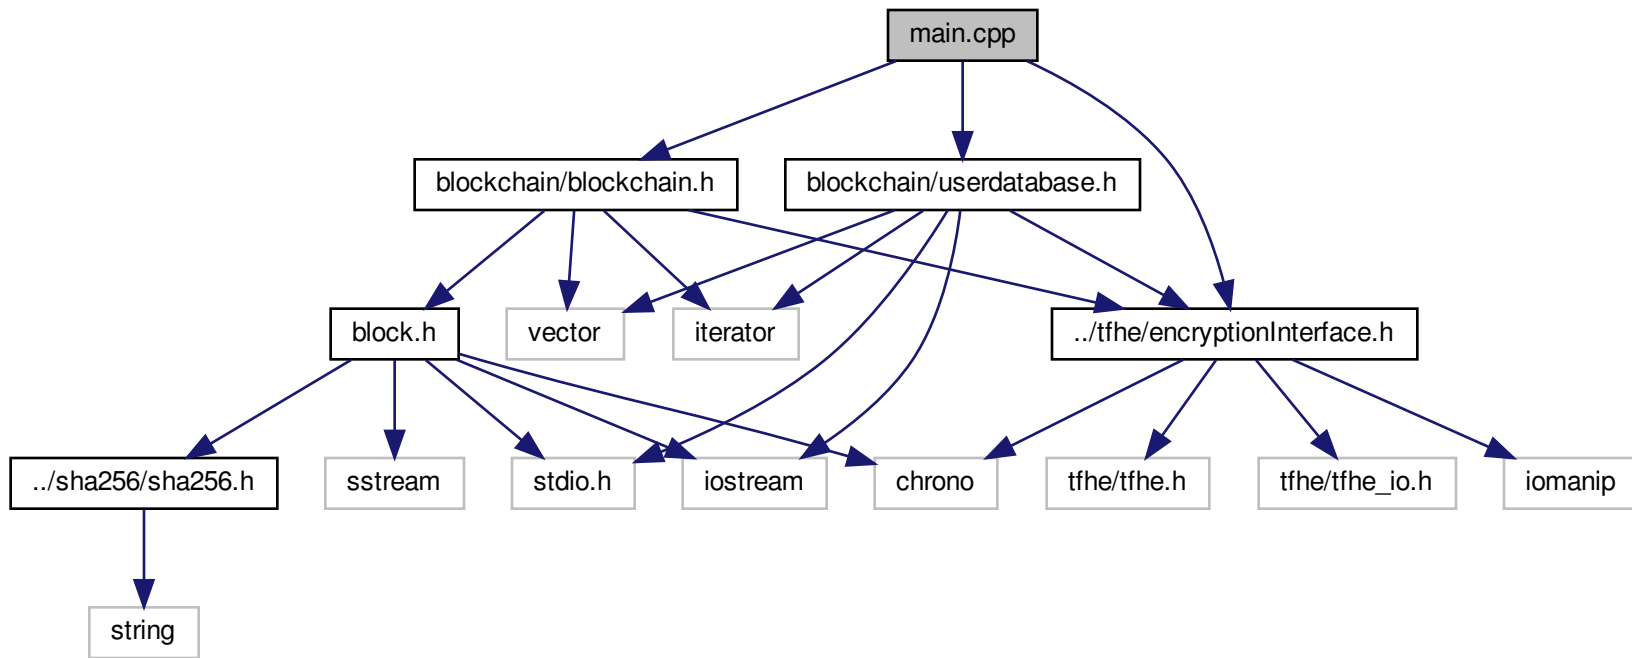 main.cpp
blockchain/blockchain.h
blockchain/userdatabase.h
block.h
vector
iterator
../tfhe/encryptionInterface.h
../sha256/sha256.h
sstream
stdio.h
iostream
chrono
tfhe/tfhe.h
tfhe/tfhe_io.h
iomanip
string